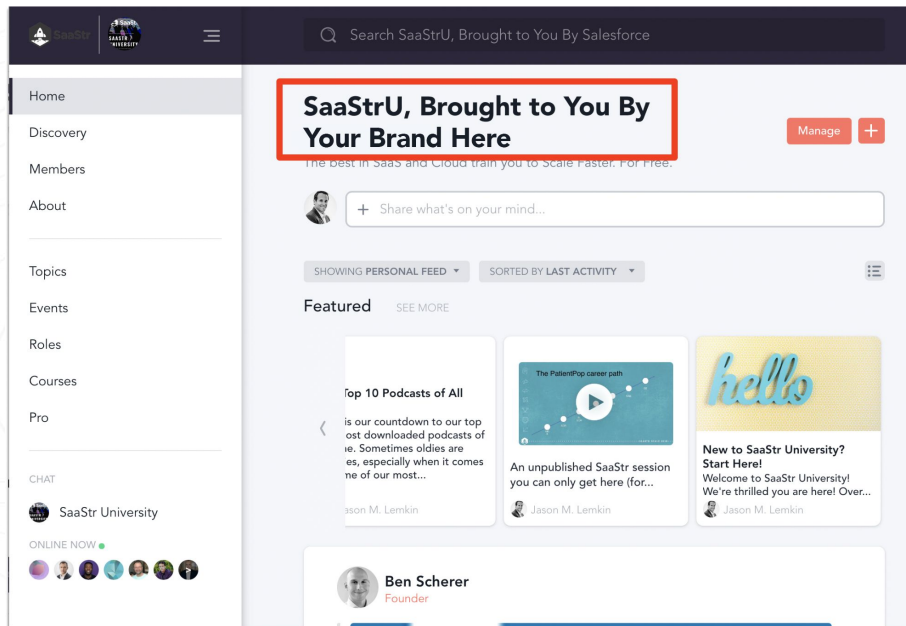 SaaStr
SaaStr
SAASTR
UNIVERSITY
Search SaaStrU, Brought to You By Salesforce
Home
Discovery
Members
About
Topics
Events
Roles
Courses
Pro
CHAT
SaaStr University
ONLINE NOW
SaaStrU, Brought to You By
Your Brand Here
Manage
The best in SaaS and Cloud train you to Scale Faster. For Free.
+ Share what's on your mind...
SHOWING PERSONAL FEED
SORTED BY LAST ACTIVITY
Featured
SEE MORE
Top 10 Podcasts of All
is our countdown to our top
ost downloaded podcasts of
e. Sometimes oldies are
es, especially when it comes
me of our most...
ason M. Lemkin
The PatientPop career path
An unpublished SaaStr session
you can only get here (for...
Jason M. Lemkin
hello
New to SaaStr University?
Start Here!
Welcome to SaaStr University!
We're thrilled you are here! Over...
Jason M. Lemkin
Ben Scherer
Founder